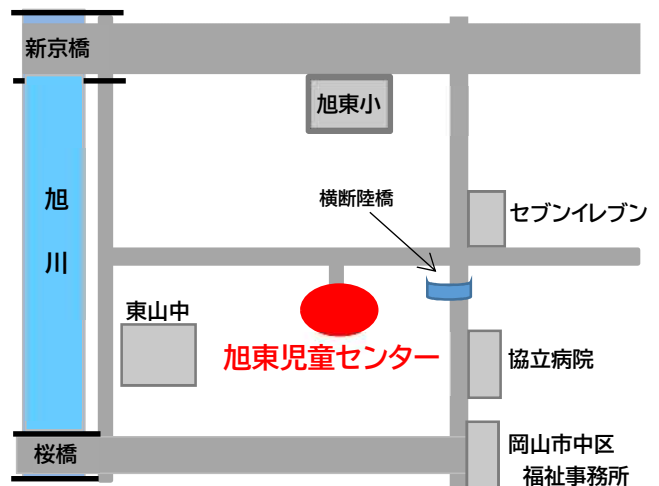 新京橋
旭東小
旭
川
横断陸橋
セブンイレブン
東山中
旭東児童センター
協立病院
桜橋
岡山市中区
福祉事務所